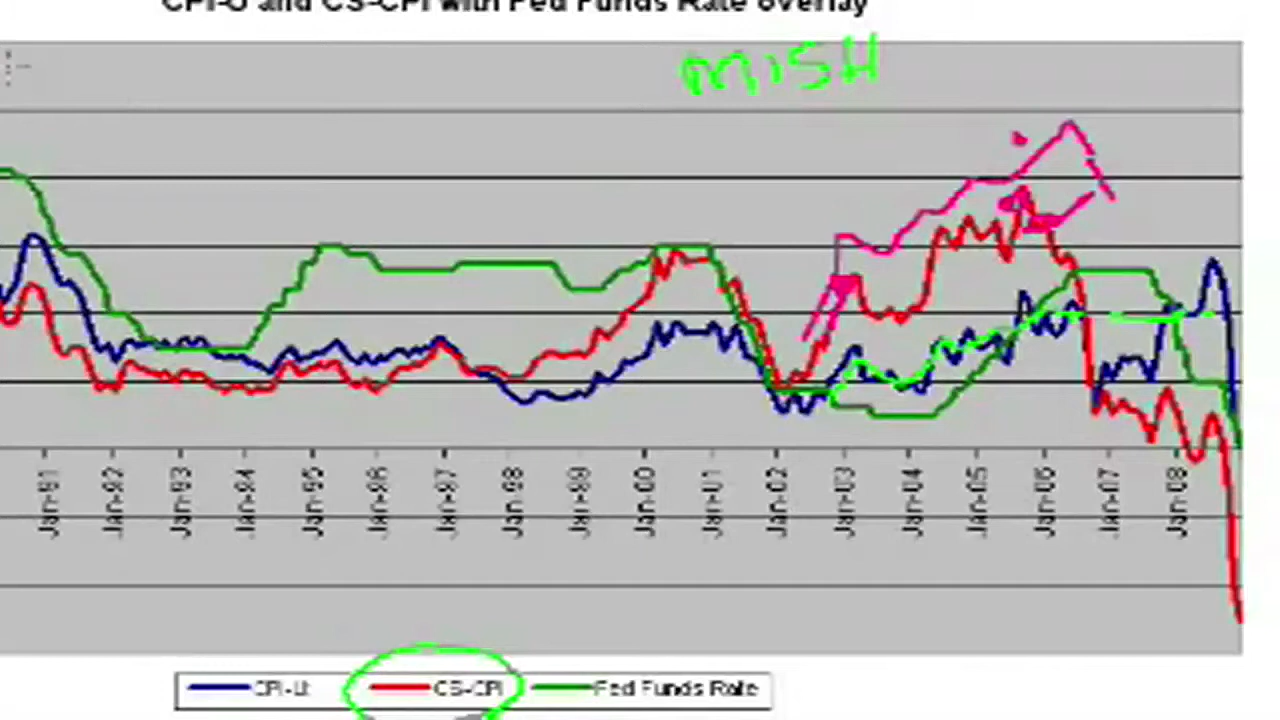 CPI-U and CS-CPI with Fed Funds Rate overlay
MISH
Jan-91 Jan-92 Jan-93 Jan-94 Jan-95 Jan-96 Jan-97 Jan-98 Jan-99 Jan-00 Jan-01 Jan-02 Jan-03 Jan-04 Jan-05 Jan-06 Jan-07 Jan-08
CPI-U CS-CPI Fed Funds Rate